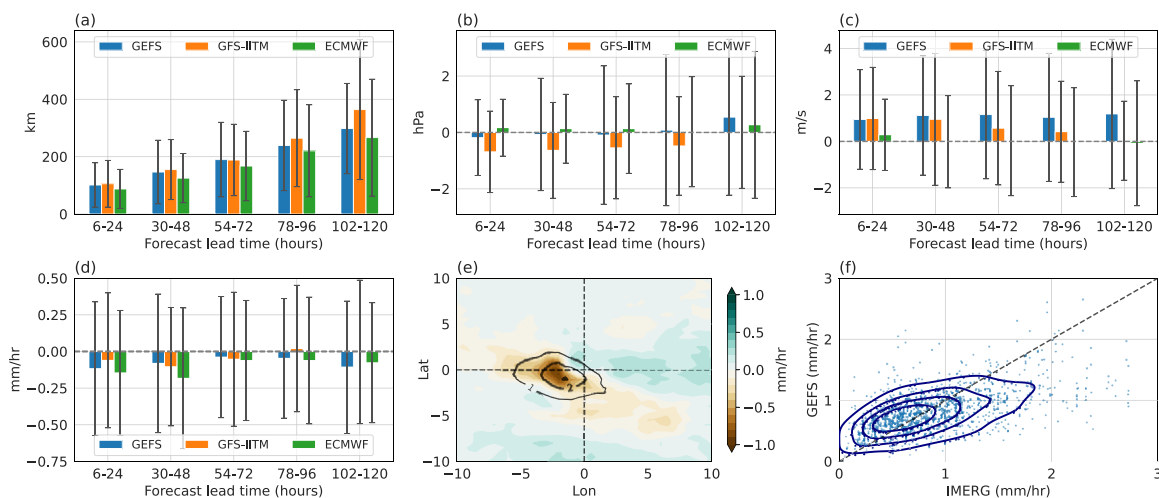 (a)
600
400
200
0
km
GEFS GFS-IITM ECMWF
6-24 30-48 54-72 78-96 102-120
Forecast lead time (hours)
(b)
2
0
−2
hPa
GEFS GFS-IITM ECMWF
6-24 30-48 54-72 78-96 102-120
Forecast lead time (hours)
(c)
4
2
0
−2
m/s
GEFS GFS-IITM ECMWF
6-24 30-48 54-72 78-96 102-120
Forecast lead time (hours)
(d)
0.50
0.25
0.00
−0.25
−0.50
−0.75
mm/hr
GEFS GFS-IITM ECMWF
6-24 30-48 54-72 78-96 102-120
Forecast lead time (hours)
(e)
10
5
0
−5
−10
Lat
1 2
−10 −5 0 5 10
Lon
1.0
0.5
0.0
−0.5
−1.0
mm/hr
(f)
3
2
1
0
GEFS (mm/hr)
0 1 2 3
IMERG (mm/hr)